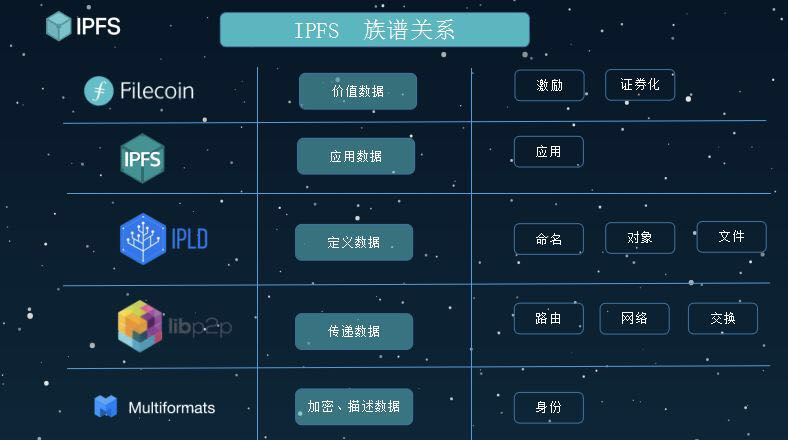 IPFS
IPFS 族谱关系
Filecoin 价值数据 激励 证券化
IPFS 应用数据 应用
IPLD 定义数据 命名 对象 文件
libp2p 传递数据 路由 网络 交换
Multiformats 加密、描述数据 身份